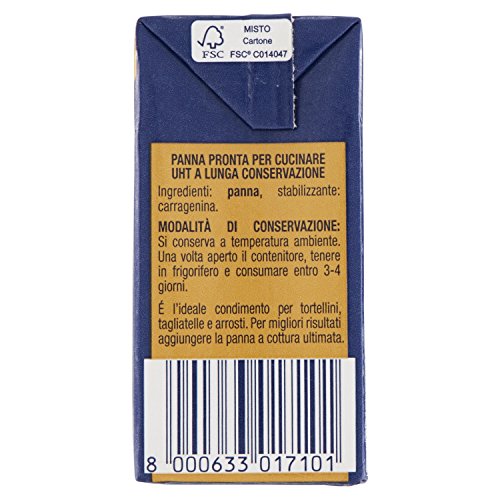 MISTO
Cartone
FSC
FSC® C014047
PANNA PRONTA PER CUCINARE
UHT A LUNGA CONSERVAZIONE
Ingredienti: panna, stabilizzante:
carragenina.
MODALITÀ DI CONSERVAZIONE:
Si conserva a temperatura ambiente.
Una volta aperto il contenitore, tenere
in frigorifero e consumare entro 3-4
giorni.
É l'ideale condimento per tortellini,
tagliatelle e arrosti. Per migliori risultati
aggiungere la panna a cottura ultimata.
8 000633 017101